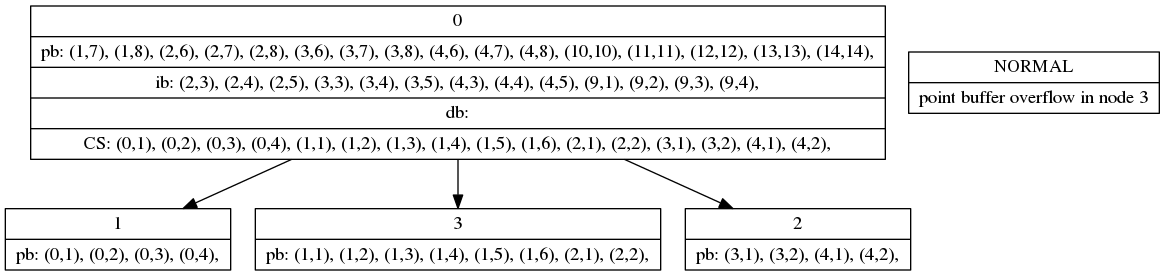 0
pb: (1,7), (1,8), (2,6), (2,7), (2,8), (3,6), (3,7), (3,8), (4,6), (4,7), (4,8), (10,10), (11,11), (12,12), (13,13), (14,14),
ib: (2,3), (2,4), (2,5), (3,3), (3,4), (3,5), (4,3), (4,4), (4,5), (9,1), (9,2), (9,3), (9,4),
db:
CS: (0,1), (0,2), (0,3), (0,4), (1,1), (1,2), (1,3), (1,4), (1,5), (1,6), (2,1), (2,2), (3,1), (3,2), (4,1), (4,2),
NORMAL
point buffer overflow in node 3
1
pb: (0,1), (0,2), (0,3), (0,4),
3
pb: (1,1), (1,2), (1,3), (1,4), (1,5), (1,6), (2,1), (2,2),
2
pb: (3,1), (3,2), (4,1), (4,2),